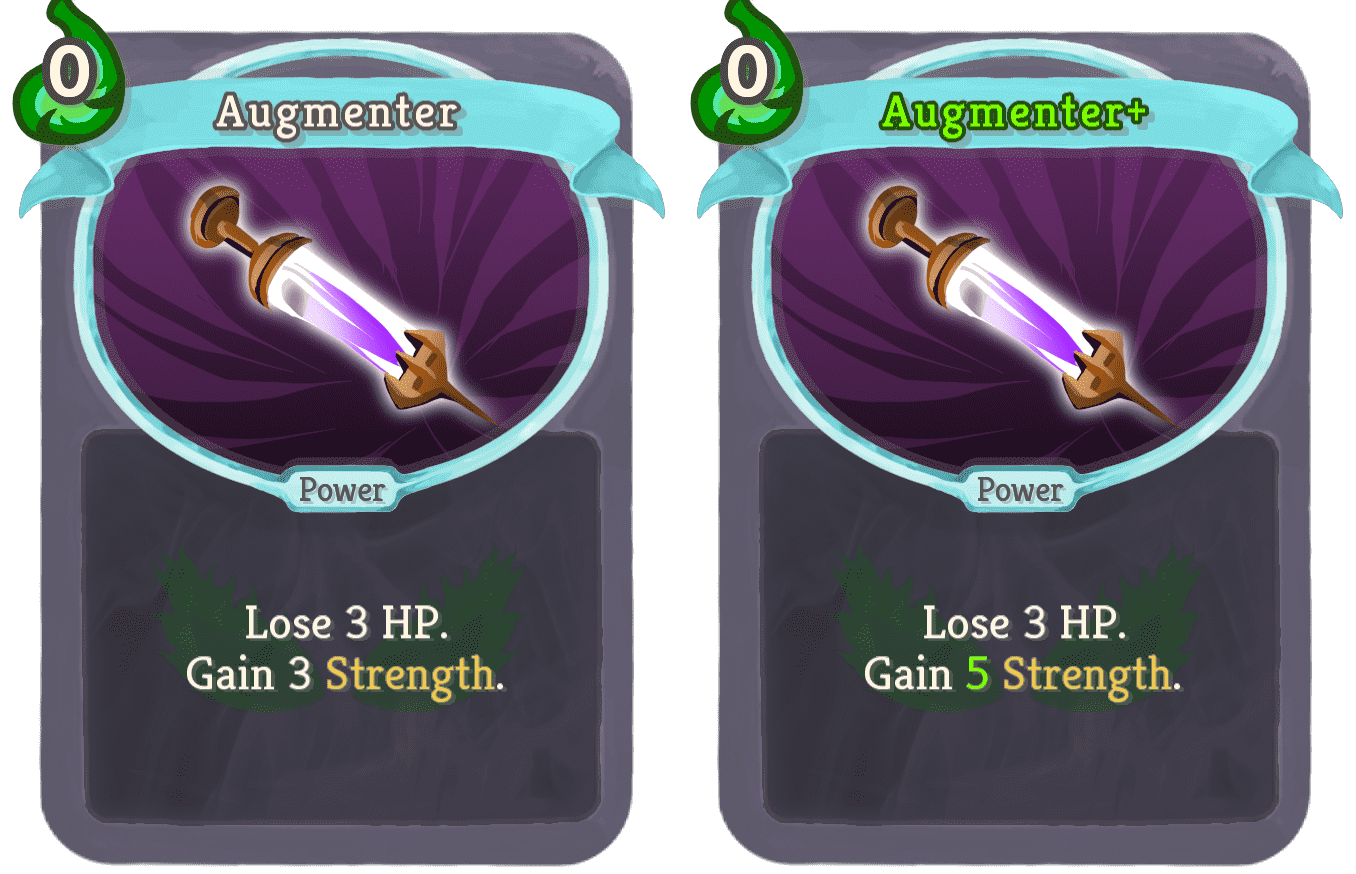 0
Augmenter
Power
Lose 3 HP.
Gain 3 Strength.
0
Augmenter+
Power
Lose 3 HP.
Gain 5 Strength.